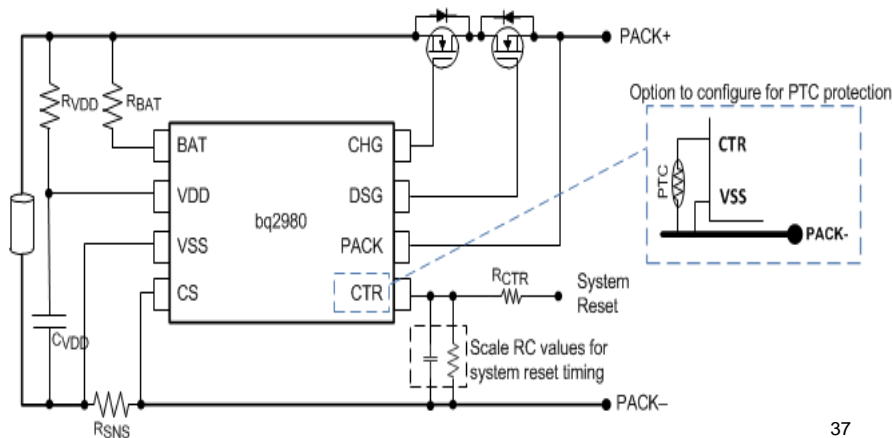 PACK+
Option to configure for PTC protection
RVDD
RBAT
BAT
CHG
CTR
PTC
VDD
DSG
VSS
bq2980
PACK-
VSS
PACK
RCTR
System
Reset
CS
CTR
CVDD
Scale RC values for
system reset timing
RSNS
PACK–
37